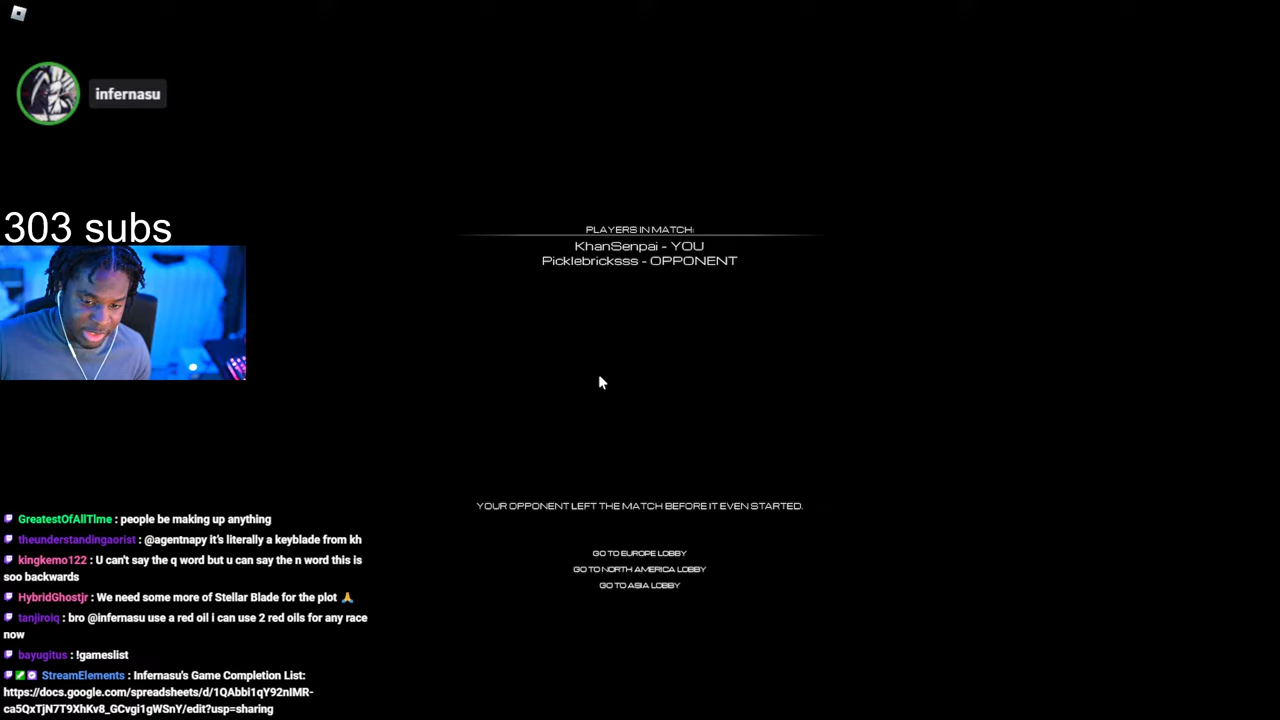 infernasu
303 subs
PLAYERS IN MATCH:
KhanSenpai - YOU
Picklebricksss - OPPONENT
YOUR OPPONENT LEFT THE MATCH BEFORE IT EVEN STARTED.
GO TO EUROPE LOBBY
GO TO NORTH AMERICA LOBBY
GO TO ASIA LOBBY
GreatestOfAllTIme : people be making up anything
theunderstandingaorist : @agentnapy it's literally a keyblade from kh
kingkemo122 : U can't say the q word but u can say the n word this is
soo backwards
HybridGhostjr : We need some more of Stellar Blade for the plot 🙏
tanjiroiq : bro @infernasu use a red oil i can use 2 red oils for any race
now
bayugitus : !gameslist
StreamElements : Infernasu's Game Completion List:
https://docs.google.com/spreadsheets/d/1QAbbi1qY92nIMR-
ca5QxTjN7T9XhKv8_GCvgi1gWSnY/edit?usp=sharing